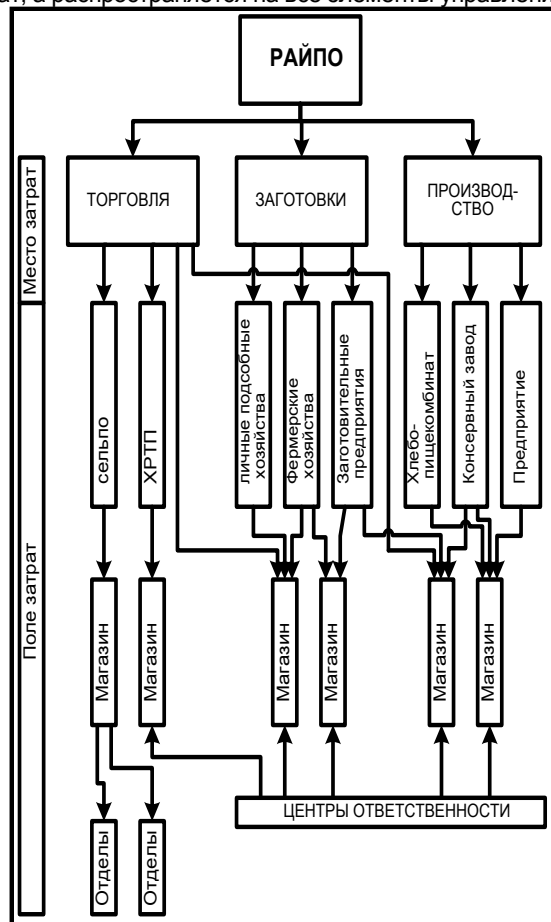 ат, а распространяется на все элементы управлени
РАЙПО
Место затрат
ТОРГОВЛЯ
ЗАГОТОВКИ
ПРОИЗВОД-
СТВО
Поле затрат
сельпо
ХРТП
личные подсобные
хозяйства
Фермерские
хозяйства
Заготовительные
предприятия
Хлебо-
пищекомбинат
Консервный завод
Предприятие
Магазин
Магазин
Магазин
Магазин
Магазин
Магазин
ЦЕНТРЫ ОТВЕТСТВЕННОСТИ
Отделы
Отделы